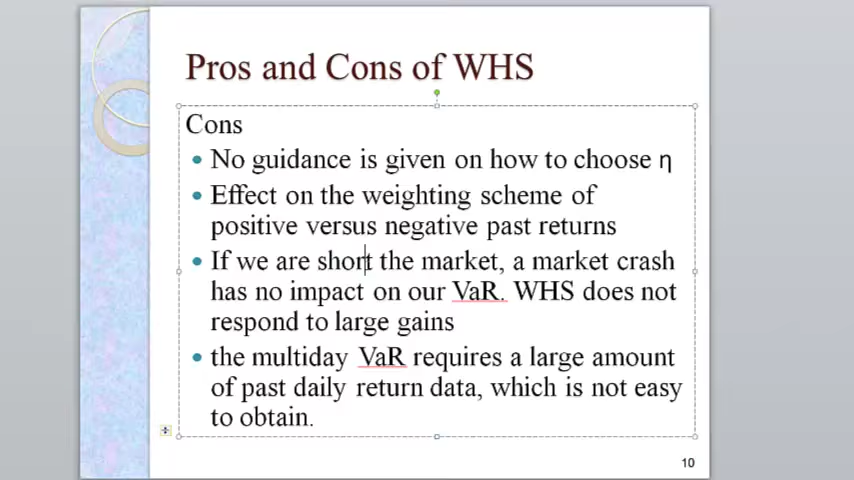 Pros and Cons of WHS
Cons
• No guidance is given on how to choose η
• Effect on the weighting scheme of
positive versus negative past returns
• If we are short the market, a market crash
has no impact on our VaR. WHS does not
respond to large gains
• the multiday VaR requires a large amount
of past daily return data, which is not easy
to obtain.
10